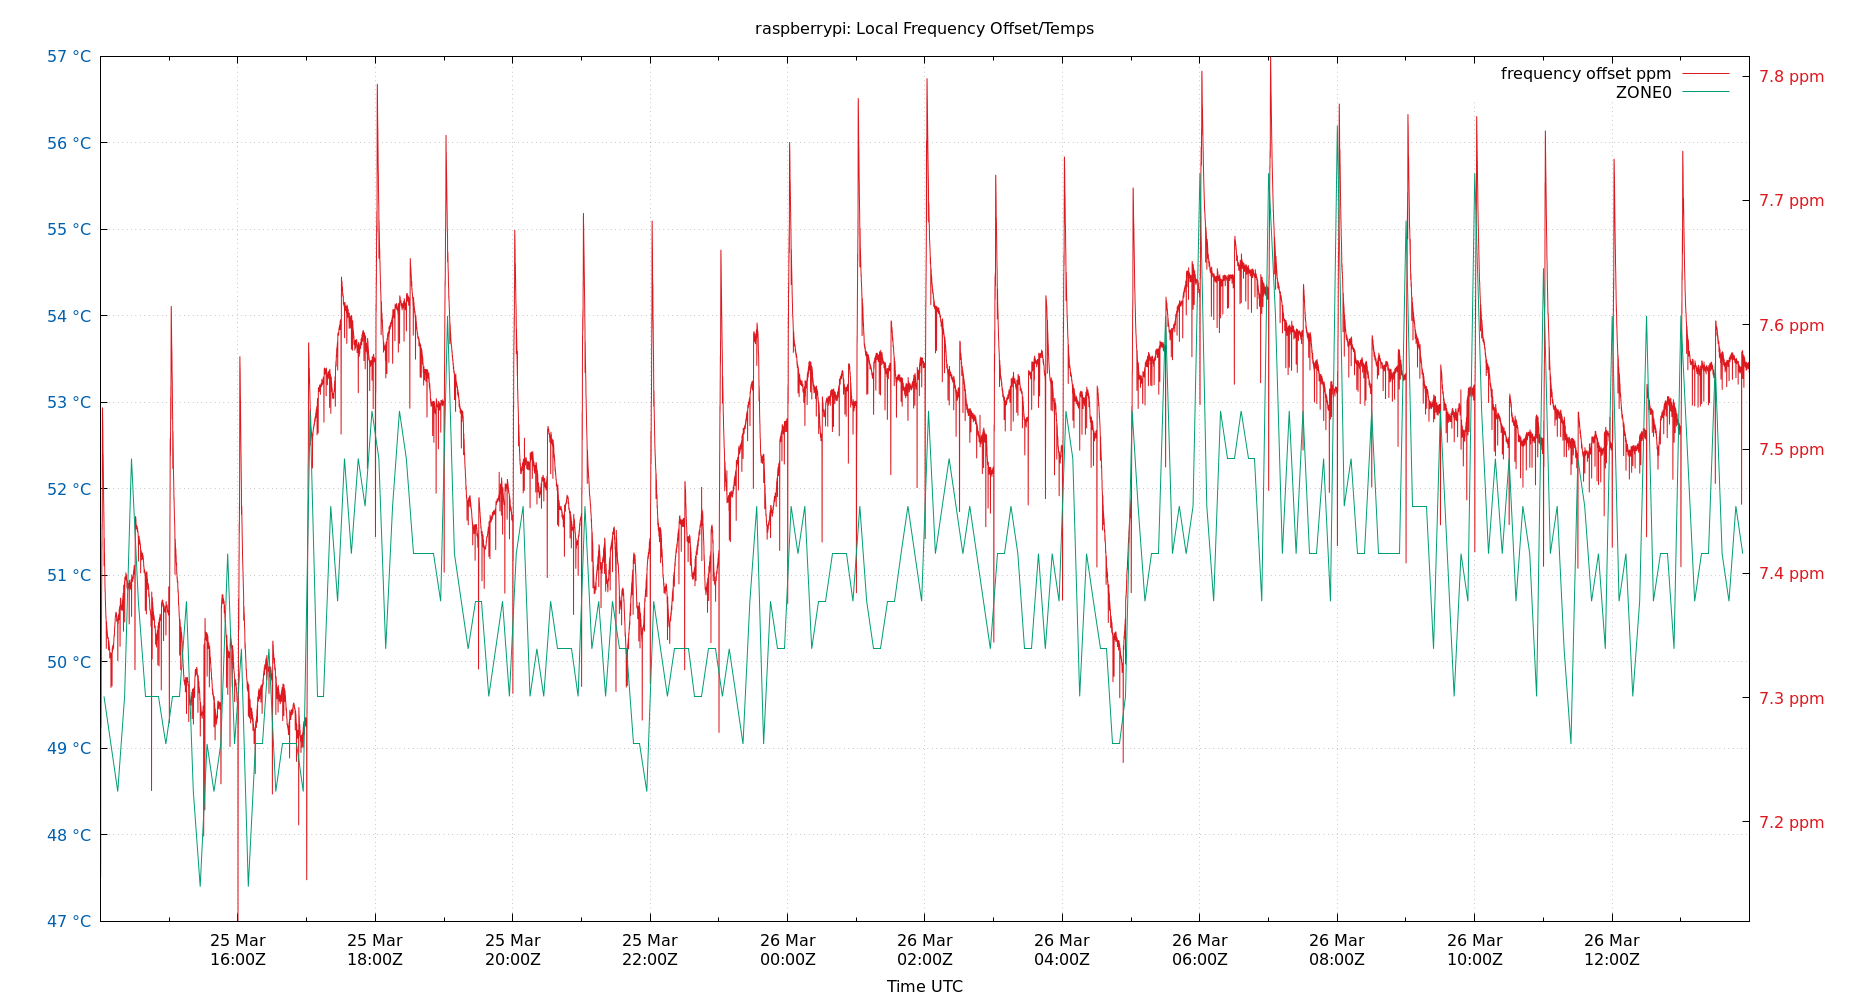 raspberrypi: Local Frequency Offset/Temps
57 °C
56 °C
55 °C
54 °C
53 °C
52 °C
51 °C
50 °C
49 °C
48 °C
47 °C
frequency offset ppm
ZONE0
7.8 ppm
7.7 ppm
7.6 ppm
7.5 ppm
7.4 ppm
7.3 ppm
7.2 ppm
25 Mar
16:00Z
25 Mar
18:00Z
25 Mar
20:00Z
25 Mar
22:00Z
26 Mar
00:00Z
26 Mar
02:00Z
26 Mar
04:00Z
26 Mar
06:00Z
26 Mar
08:00Z
26 Mar
10:00Z
26 Mar
12:00Z
Time UTC